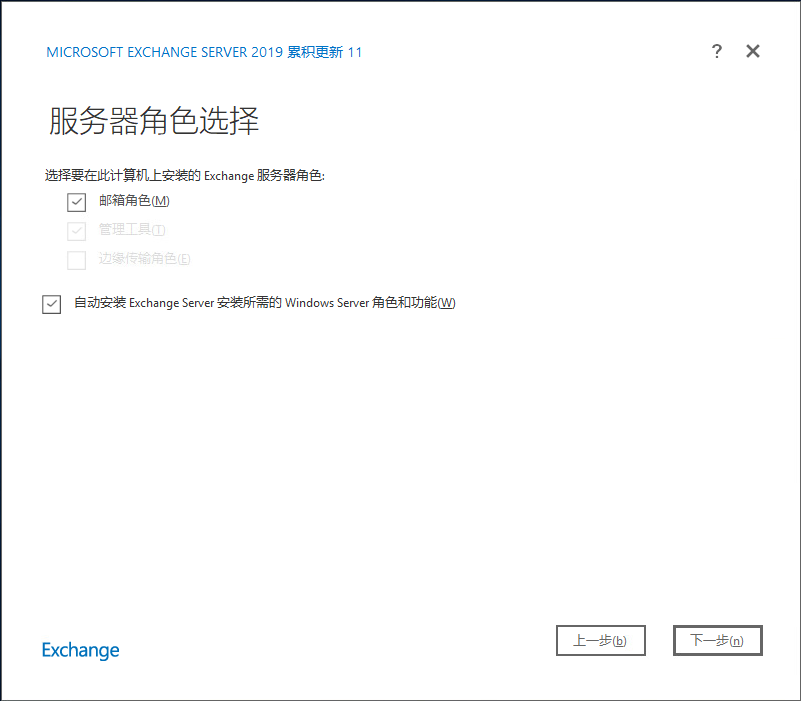 MICROSOFT EXCHANGE SERVER 2019 累积更新 11
?
服务器角色选择
选择要在此计算机上安装的 Exchange 服务器角色:
邮箱角色(M)
管理工具(T)
边缘传输角色(E)
自动安装 Exchange Server 安装所需的 Windows Server 角色和功能(W)
Exchange
上一步(b)
下一步(n)